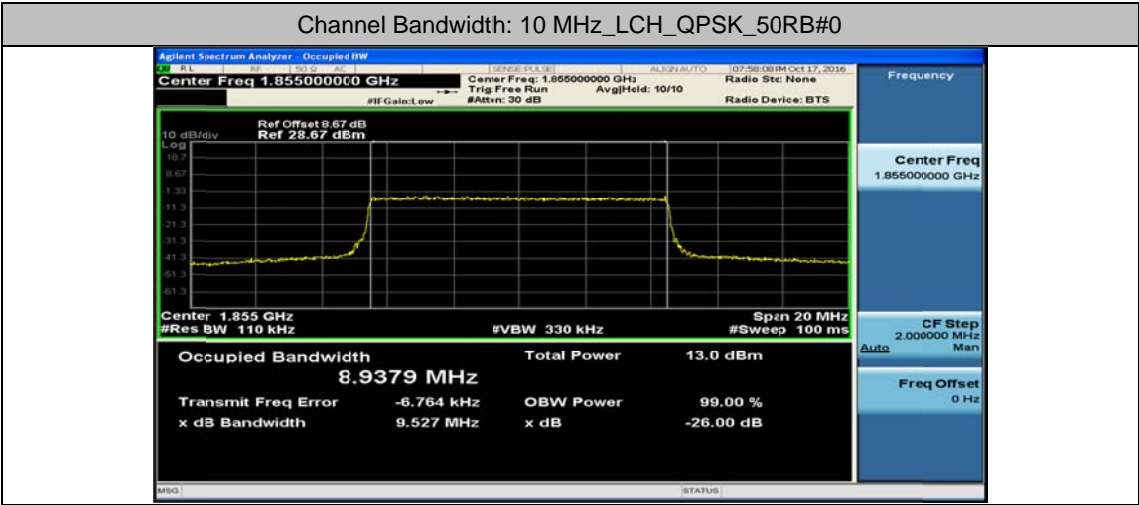 Channel Bandwidth: 10 MHz_LCH_QPSK_50RB#0
Agilent Spectrum Analyzer - Occupied BW
RL RF 50 Ω AC SENSE:PULSE ALIGNAUTO 07:58:08 PM Oct 17, 2016
Center Freq 1.855000000 GHz Center Freq: 1.855000000 GHz Radio Std: None Frequency
Trig: Free Run Avg|Hold: 10/10
#IFGain:Low #Atten: 30 dB Radio Device: BTS
Ref Offset 8.67 dB
10 dB/div Ref 28.67 dBm
Log
18.7
8.67
-1.33
-11.3
-21.3
-31.3
-41.3
-51.3
-61.3
Center Freq
1.855000000 GHz
Center 1.855 GHz Span 20 MHz
#Res BW 110 kHz #VBW 330 kHz #Sweep 100 ms
CF Step
2.000000 MHz
Auto Man
Occupied Bandwidth Total Power 13.0 dBm
8.9379 MHz
Freq Offset
0 Hz
Transmit Freq Error -6.764 kHz OBW Power 99.00 %
x dB Bandwidth 9.527 MHz x dB -26.00 dB
MSG STATUS